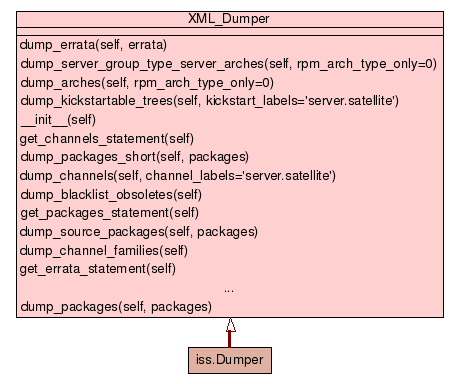 XML_Dumper
dump_errata(self, errata)
dump_server_group_type_server_arches(self, rpm_arch_type_only=0)
dump_arches(self, rpm_arch_type_only=0)
dump_kickstartable_trees(self, kickstart_labels='server.satellite')
__init__(self)
get_channels_statement(self)
dump_packages_short(self, packages)
dump_channels(self, channel_labels='server.satellite')
dump_blacklist_obsoletes(self)
get_packages_statement(self)
dump_source_packages(self, packages)
dump_channel_families(self)
get_errata_statement(self)
...
dump_packages(self, packages)
iss.Dumper